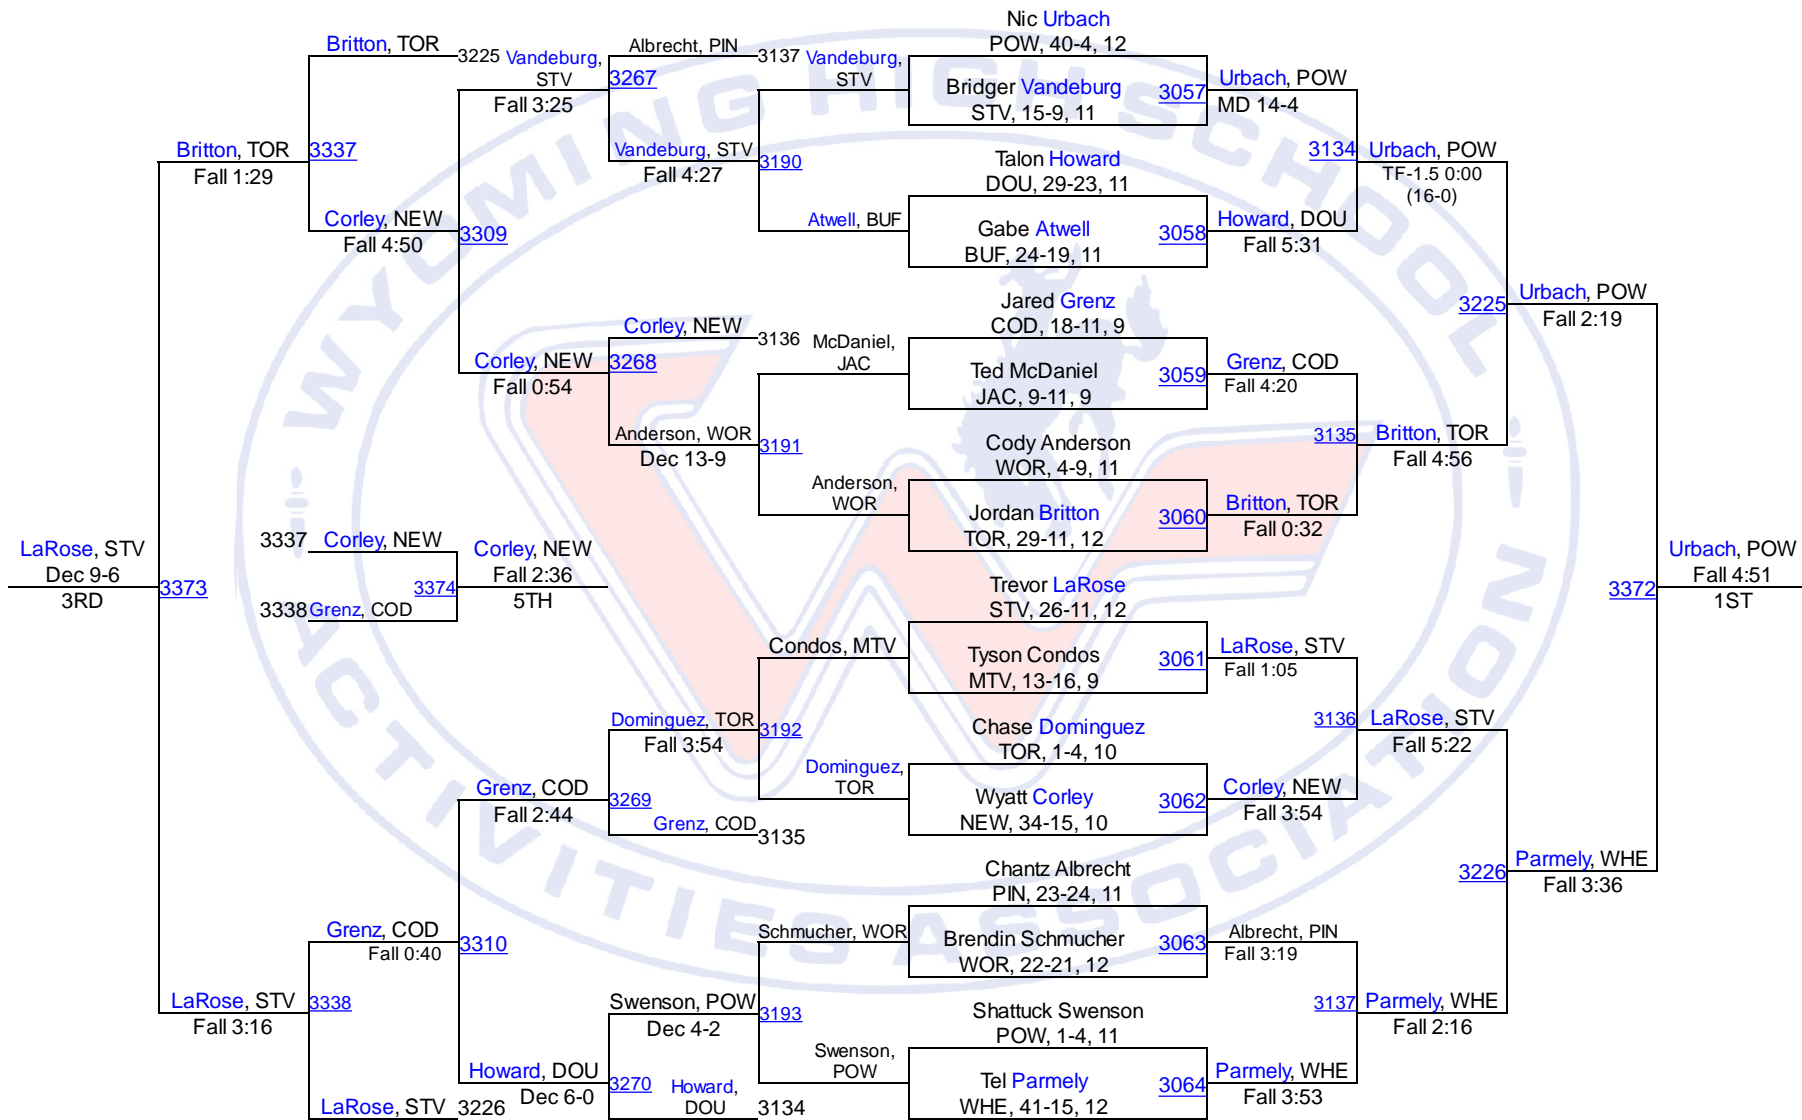 WYOMING HIGH SCHOOL
ACTIVITIES ASSOCIATION
Nic Urbach
POW, 40-4, 12
Bridger Vandeburg
STV, 15-9, 11
3057
Talon Howard
DOU, 29-23, 11
Gabe Atwell
BUF, 24-19, 11
3058
Jared Grenz
COD, 18-11, 9
Ted McDaniel
JAC, 9-11, 9
3059
Cody Anderson
WOR, 4-9, 11
Jordan Britton
TOR, 29-11, 12
3060
Trevor LaRose
STV, 26-11, 12
Tyson Condos
MTV, 13-16, 9
3061
Chase Dominguez
TOR, 1-4, 10
Wyatt Corley
NEW, 34-15, 10
3062
Chantz Albrecht
PIN, 23-24, 11
Brendin Schmucher
WOR, 22-21, 12
3063
Shattuck Swenson
POW, 1-4, 11
Tel Parmely
WHE, 41-15, 12
3064
Urbach, POW
MD 14-4
Howard, DOU
Fall 5:31
Grenz, COD
Fall 4:20
Britton, TOR
Fall 0:32
LaRose, STV
Fall 1:05
Corley, NEW
Fall 3:54
Albrecht, PIN
Fall 3:19
Parmely, WHE
Fall 3:53
3134
Urbach, POW
TF-1.5 0:00
(16-0)
3135
Britton, TOR
Fall 4:56
3136
LaRose, STV
Fall 5:22
3137
Parmely, WHE
Fall 2:16
3225
Urbach, POW
Fall 2:19
3226
Parmely, WHE
Fall 3:36
3372
Urbach, POW
Fall 4:51
1ST
Vandeburg,
STV
Atwell, BUF
3190
Vandeburg, STV
Fall 4:27
Albrecht, PIN
3137
3267
Vandeburg,
STV
Fall 3:25
McDaniel,
JAC
Anderson,
WOR
3191
Anderson, WOR
Dec 13-9
Corley, NEW
3136
3268
Corley, NEW
Fall 0:54
3309
Corley, NEW
Fall 4:50
Britton, TOR
3225
3337
Britton, TOR
Fall 1:29
Condos, MTV
Dominguez,
TOR
3192
Dominguez, TOR
Fall 3:54
Grenz, COD
3135
3269
Grenz, COD
Fall 2:44
Schmucher, WOR
Swenson,
POW
3193
Swenson, POW
Dec 4-2
Howard,
DOU
3134
3270
Howard, DOU
Dec 6-0
3310
Grenz, COD
Fall 0:40
LaRose, STV
3226
3338
LaRose, STV
Fall 3:16
3373
LaRose, STV
Dec 9-6
3RD
3337
Corley, NEW
3338
Grenz, COD
3374
Corley, NEW
Fall 2:36
5TH